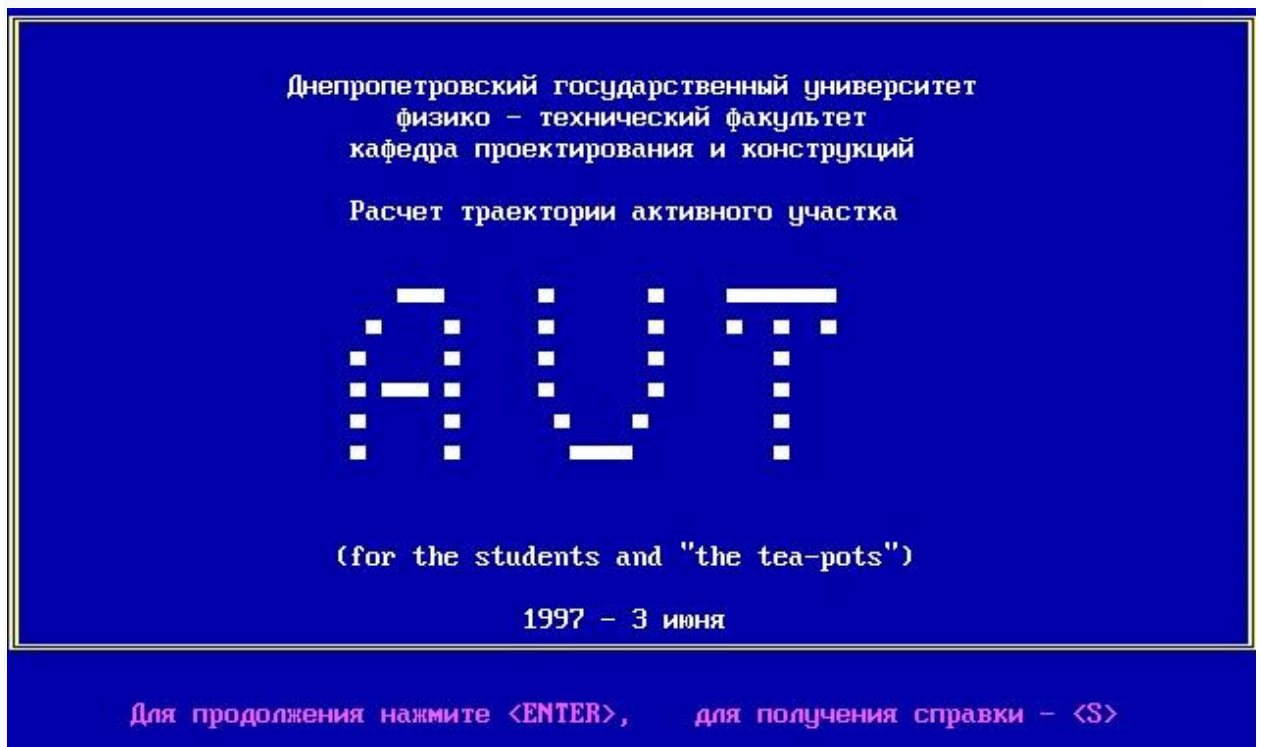 Днепропетровский государственный университет
физико - технический факультет
кафедра проектирования и конструкций
Расчет траектории активного участка
AUT
(for the students and "the tea-pots")
1997 - 3 июня
Для продолжения нажмите <ENTER>, для получения справки - <S>